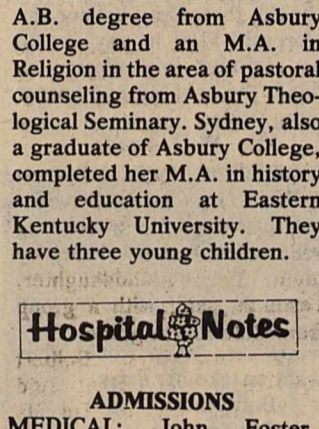 A.B. degree from Asbury
College and an M.A. in
Religion in the area of pastoral
counseling from Asbury Theo-
logical Seminary. Sydney, also
a graduate of Asbury College,
completed her M.A. in history
and education at Eastern
Kentucky University. They
have three young children.
Hospital Notes
ADMISSIONS
MEDICAL: John Foster